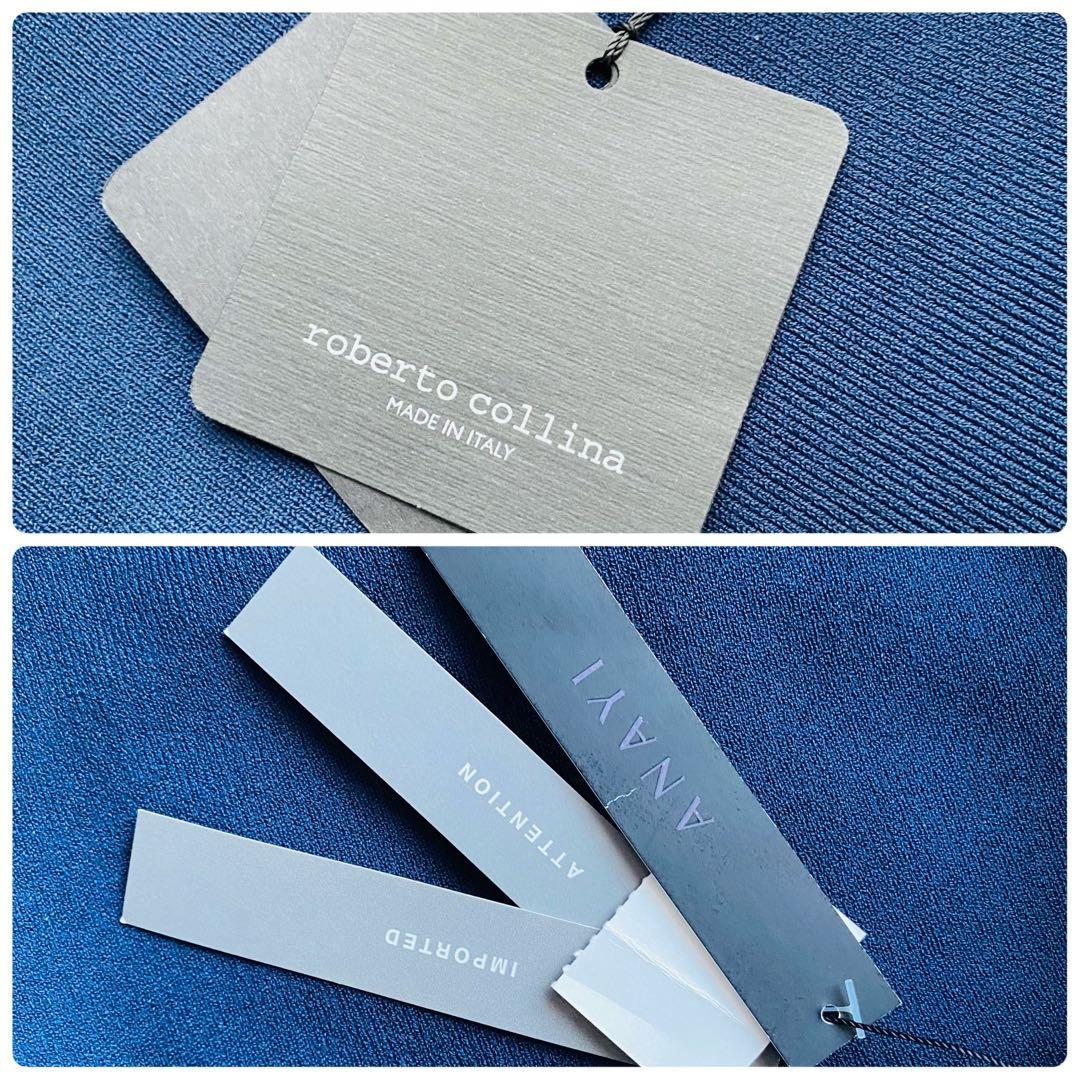 roberto collina
MADE IN ITALY
ANAYI
ATTENTION
IMPORTED